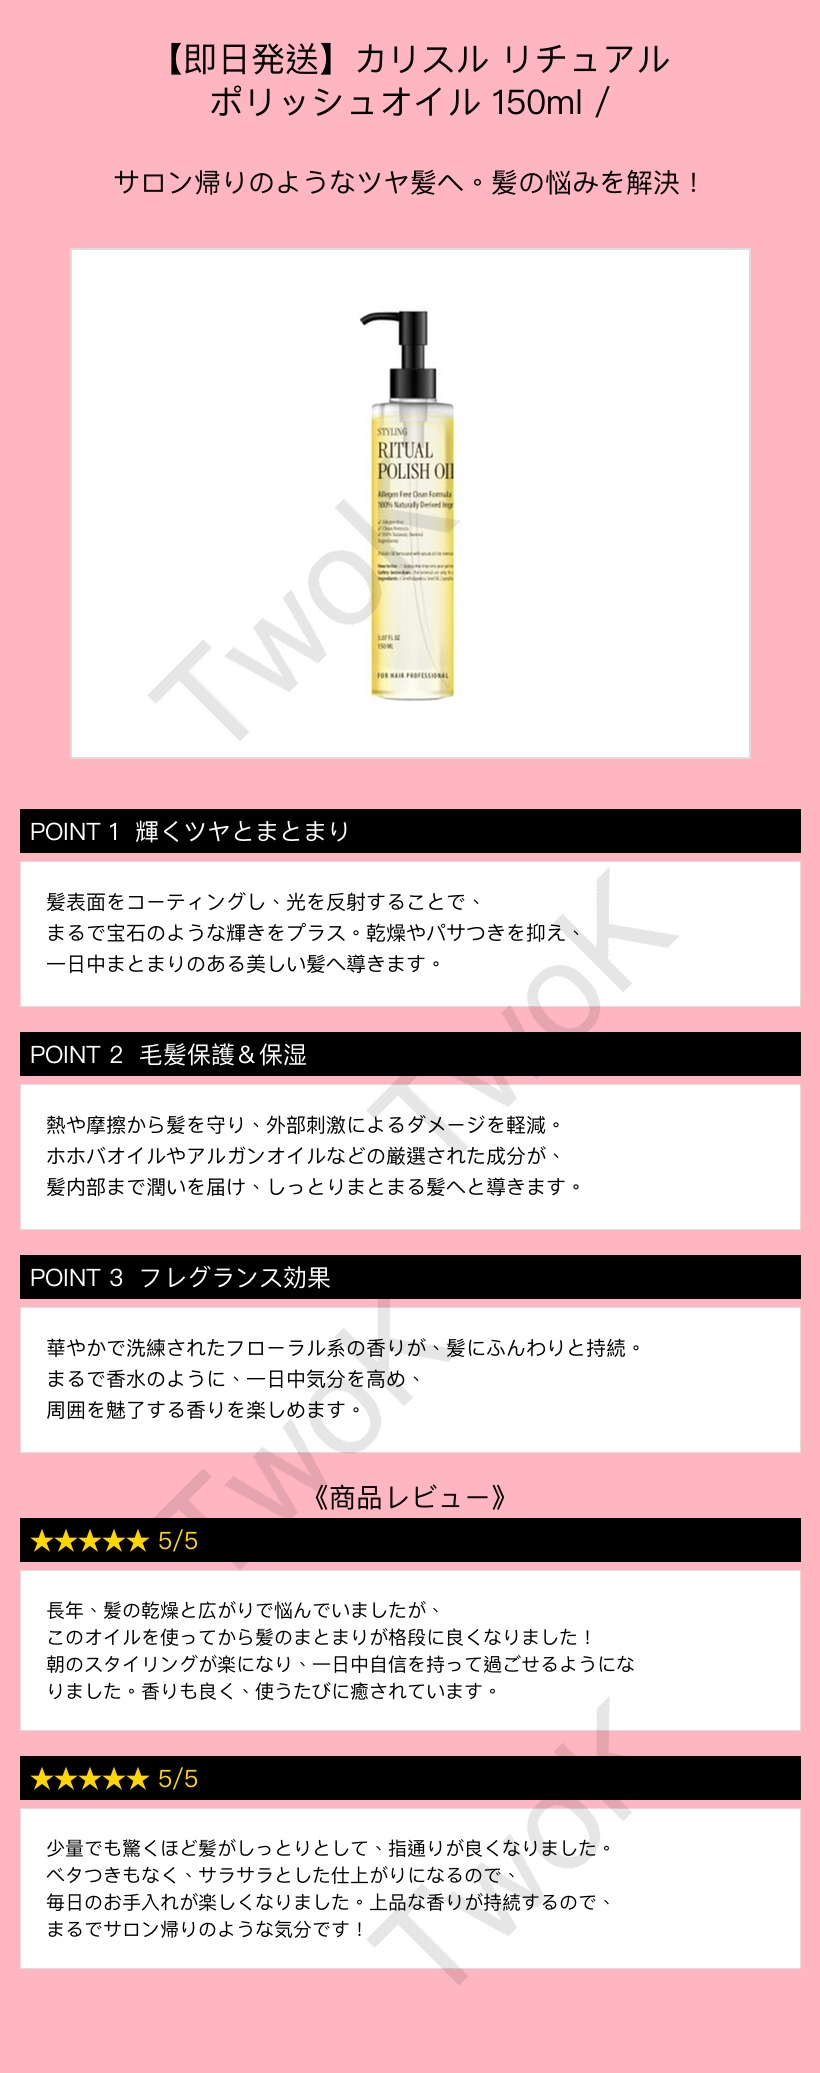 【即日発送】カリスル リチュアル
ポリッシュオイル 150ml /
サロン帰りのようなツヤ髪へ。髪の悩みを解決！
STYLING
RITUAL
POLISH OIL
Allegen Free Clean Formula
100% Naturally Derived Ingre
✓ Allegen Free
✓ Clean Formula
✓ 100% Naturally Derived
Ingredients
5.07 FL OZ
150 ML
FOR HAIR PROFESSIONAL
TwoK
POINT 1 輝くツヤとまとまり
髪表面をコーティングし、光を反射することで、
まるで宝石のような輝きをプラス。乾燥やパサつきを抑え、
一日中まとまりのある美しい髪へ導きます。
TwoK
POINT 2 毛髪保護＆保湿
熱や摩擦から髪を守り、外部刺激によるダメージを軽減。
ホホバオイルやアルガンオイルなどの厳選された成分が、
髪内部まで潤いを届け、しっとりまとまる髪へと導きます。
POINT 3 フレグランス効果
華やかで洗練されたフローラル系の香りが、髪にふんわりと持続。
まるで香水のように、一日中気分を高め、
周囲を魅了する香りを楽しめます。
TwoK
《商品レビュー》
★★★★★ 5/5
長年、髪の乾燥と広がりで悩んでいましたが、
このオイルを使ってから髪のまとまりが格段に良くなりました！
朝のスタイリングが楽になり、一日中自信を持って過ごせるようにな
りました。香りも良く、使うたびに癒されています。
★★★★★ 5/5
少量でも驚くほど髪がしっとりとして、指通りが良くなりました。
ベタつきもなく、サラサラとした仕上がりになるので、
毎日のお手入れが楽しくなりました。上品な香りが持続するので、
まるでサロン帰りのような気分です！
TwoK